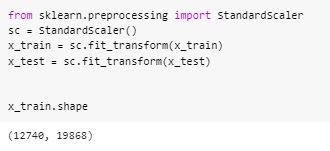 from sklearn.preprocessing import StandardScaler
sc = StandardScaler()
x_train = sc.fit_transform(x_train)
x_test = sc.fit_transform(x_test)
x_train.shape
(12740, 19868)